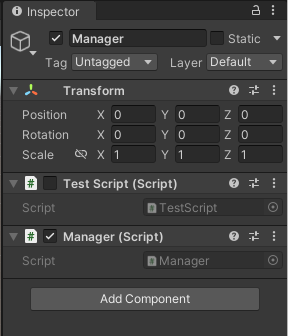 Inspector
Manager Static
Tag Untagged Layer Default
Transform
Position X 0 Y 0 Z 0
Rotation X 0 Y 0 Z 0
Scale X 1 Y 1 Z 1
# Test Script (Script)
Script TestScript
# Manager (Script)
Script Manager
Add Component